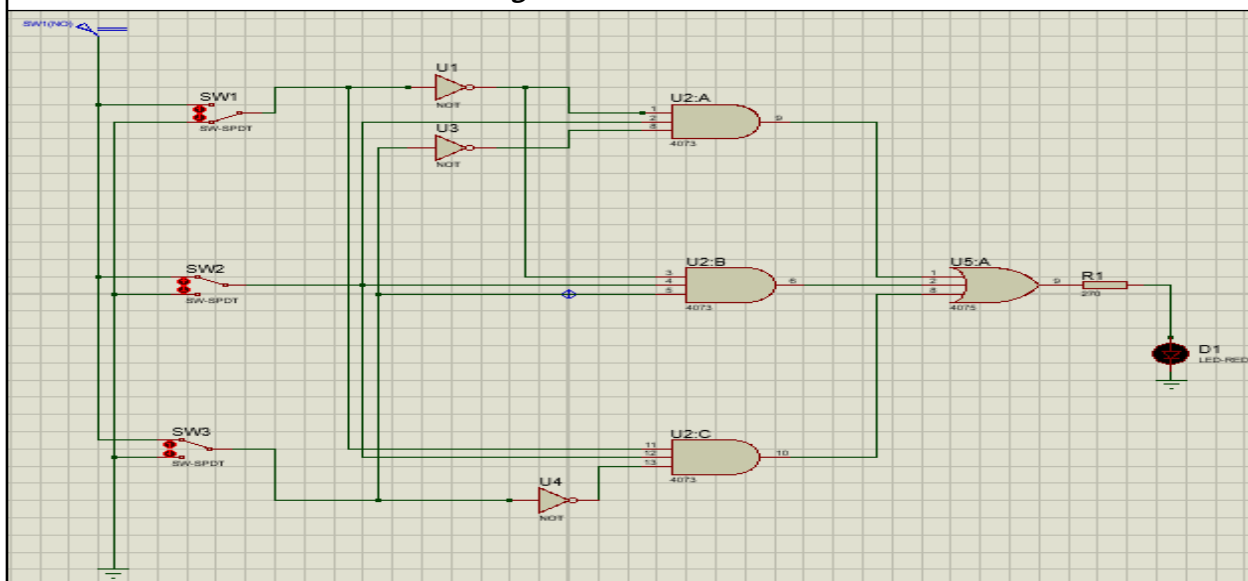 SW1(NO)
SW1
SW-SPDT
U1
NOT
U3
NOT
U2:A
1
2
8
9
4073
SW2
SW-SPDT
U2:B
3
4
5
6
4073
U5:A
1
2
8
9
4075
R1
270
D1
LED-RED
SW3
SW-SPDT
U2:C
11
12
13
10
4073
U4
NOT